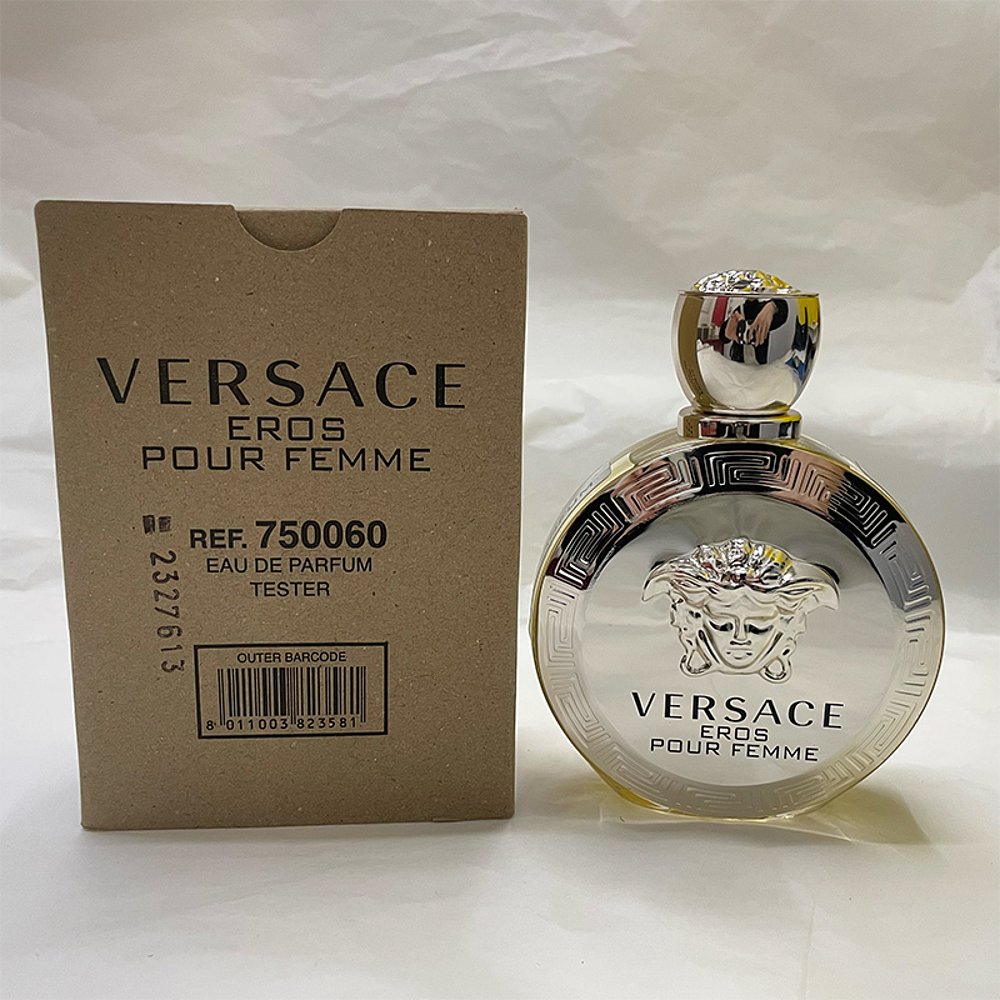 VERSACE
EROS
POUR FEMME
REF. 750060
EAU DE PARFUM
TESTER
2327613
OUTER BARCODE
8 011003 823581
VERSACE
EROS
POUR FEMME